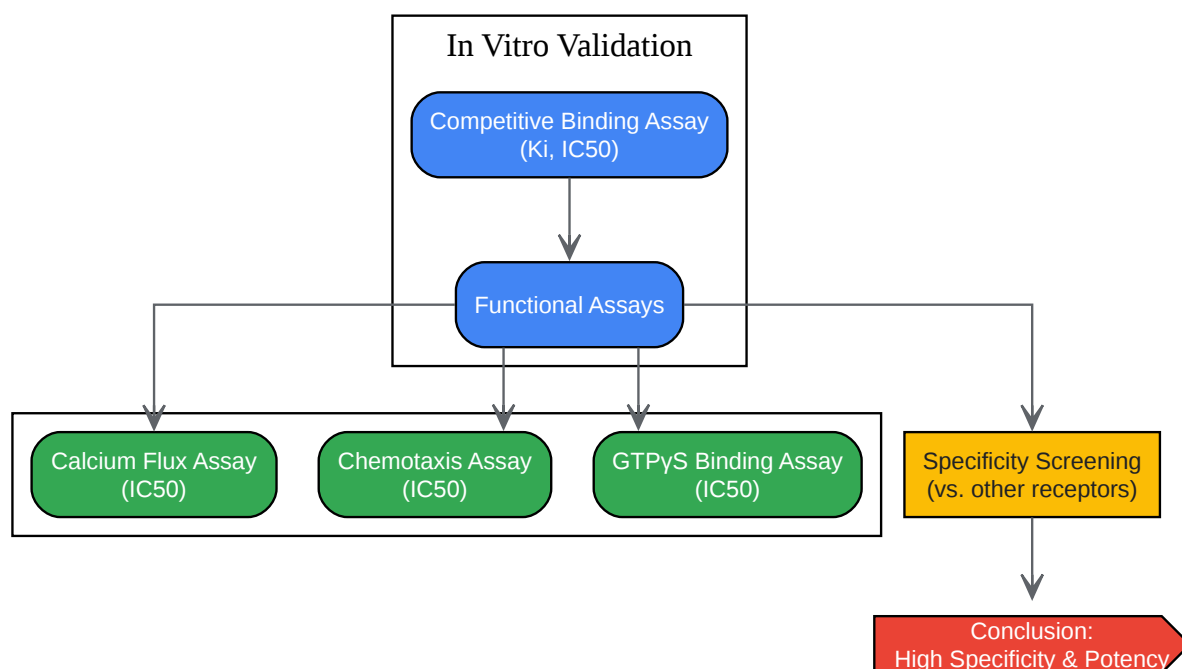 In Vitro Validation
Competitive Binding Assay
(Ki, IC50)
Functional Assays
Calcium Flux Assay
(IC50)
Chemotaxis Assay
(IC50)
GTPγS Binding Assay
(IC50)
Specificity Screening
(vs. other receptors)
Conclusion:
High Specificity & Potency